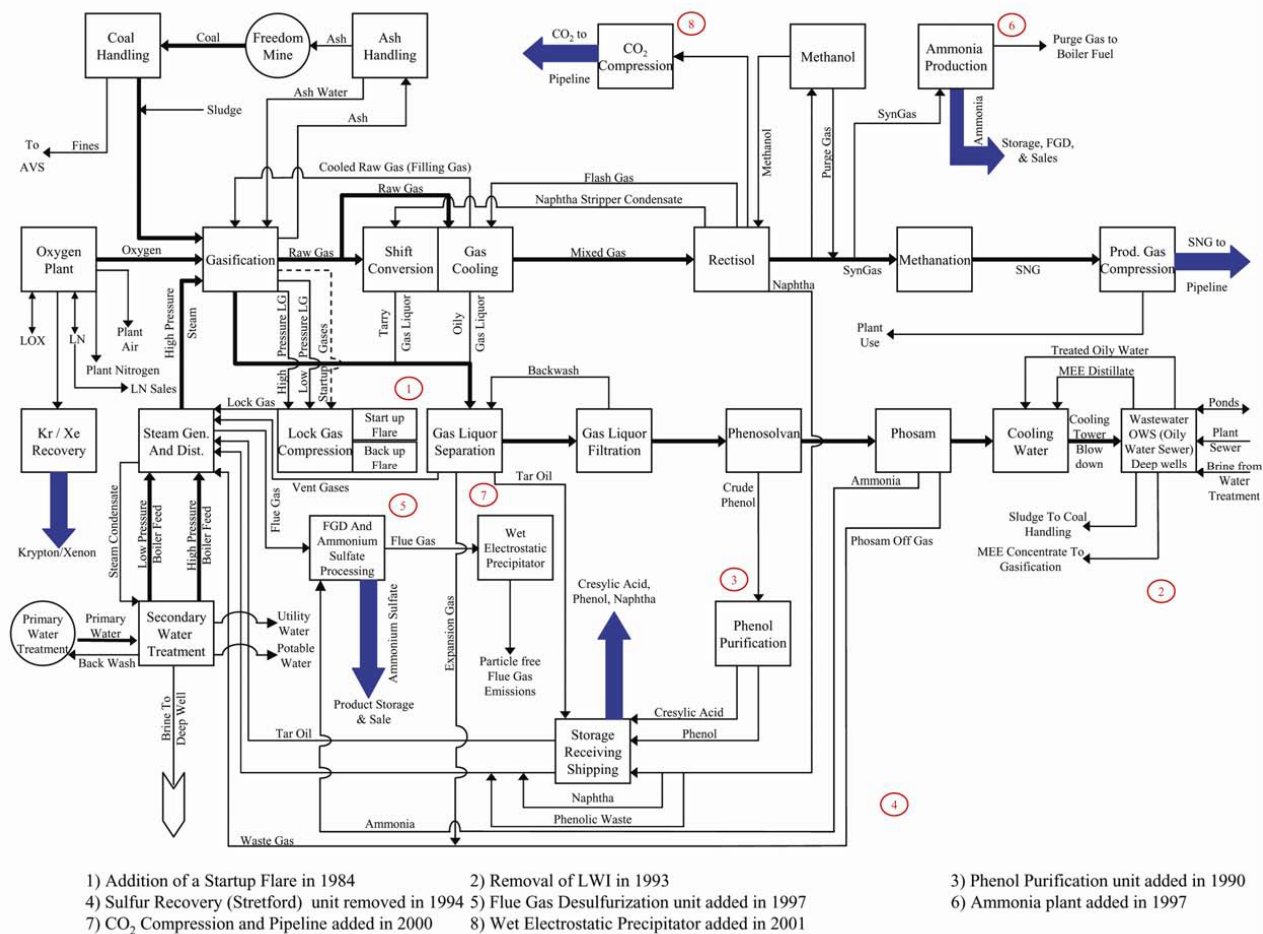 Coal
Handling
Coal
Freedom
Mine
Ash
Ash
Handling
CO2 to
Pipeline
CO2
Compression
8
Methanol
Ammonia
Production
6
Purge Gas to
Boiler Fuel
Sludge
Ash Water
Ash
To
AVS
Fines
Methanol
Purge Gas
SynGas
Ammonia
Storage, FGD,
& Sales
Cooled Raw Gas (Filling Gas)
Raw Gas
Flash Gas
Naphtha Stripper Condensate
Oxygen
Plant
Oxygen
Gasification
Raw Gas
Shift
Conversion
Gas
Cooling
Mixed Gas
Rectisol
SynGas
Methanation
SNG
Prod. Gas
Compression
SNG to
Pipeline
Naphtha
LOX
LN
Plant
Air
Plant Nitrogen
LN Sales
High Pressure
Steam
High
Pressure LG
Low
Pressure LG
Startup
Gases
Tarry
Gas Liquor
Oily
Gas Liquor
Plant
Use
1
Backwash
Treated Oily Water
MEE Distillate
Kr / Xe
Recovery
Lock Gas
Steam Gen.
And Dist.
Lock Gas
Compression
Start up
Flare
Back up
Flare
Gas Liquor
Separation
Gas Liquor
Filtration
Phenosolvan
Phosam
Cooling
Water
Cooling
Tower
Blow
down
Wastewater
OWS (Oily
Water Sewer)
Deep wells
Ponds
Plant
Sewer
Brine from
Water
Treatment
Vent Gases
Tar Oil
Crude
Phenol
Ammonia
Phosam Off Gas
Krypton/Xenon
Steam Condensate
Low Pressure
Boiler Feed
High Pressure
Boiler Feed
Flue Gas
5
7
FGD And
Ammonium
Sulfate
Processing
Flue Gas
Wet
Electrostatic
Precipitator
Sludge To Coal
Handling
MEE Concentrate To
Gasification
2
3
Cresylic Acid,
Phenol, Naphtha
Phenol
Purification
Primary
Water
Treatment
Primary
Water
Back Wash
Secondary
Water
Treatment
Utility
Water
Potable
Water
Ammonium Sulfate
Expansion Gas
Particle free
Flue Gas
Emissions
Product Storage
& Sale
Brine To
Deep Well
Tar Oil
Storage
Receiving
Shipping
Cresylic Acid
Phenol
Naphtha
Phenolic Waste
4
Ammonia
Waste Gas
1) Addition of a Startup Flare in 1984
2) Removal of LWI in 1993
3) Phenol Purification unit added in 1990
4) Sulfur Recovery (Stretford) unit removed in 1994
5) Flue Gas Desulfurization unit added in 1997
6) Ammonia plant added in 1997
7) CO2 Compression and Pipeline added in 2000
8) Wet Electrostatic Precipitator added in 2001